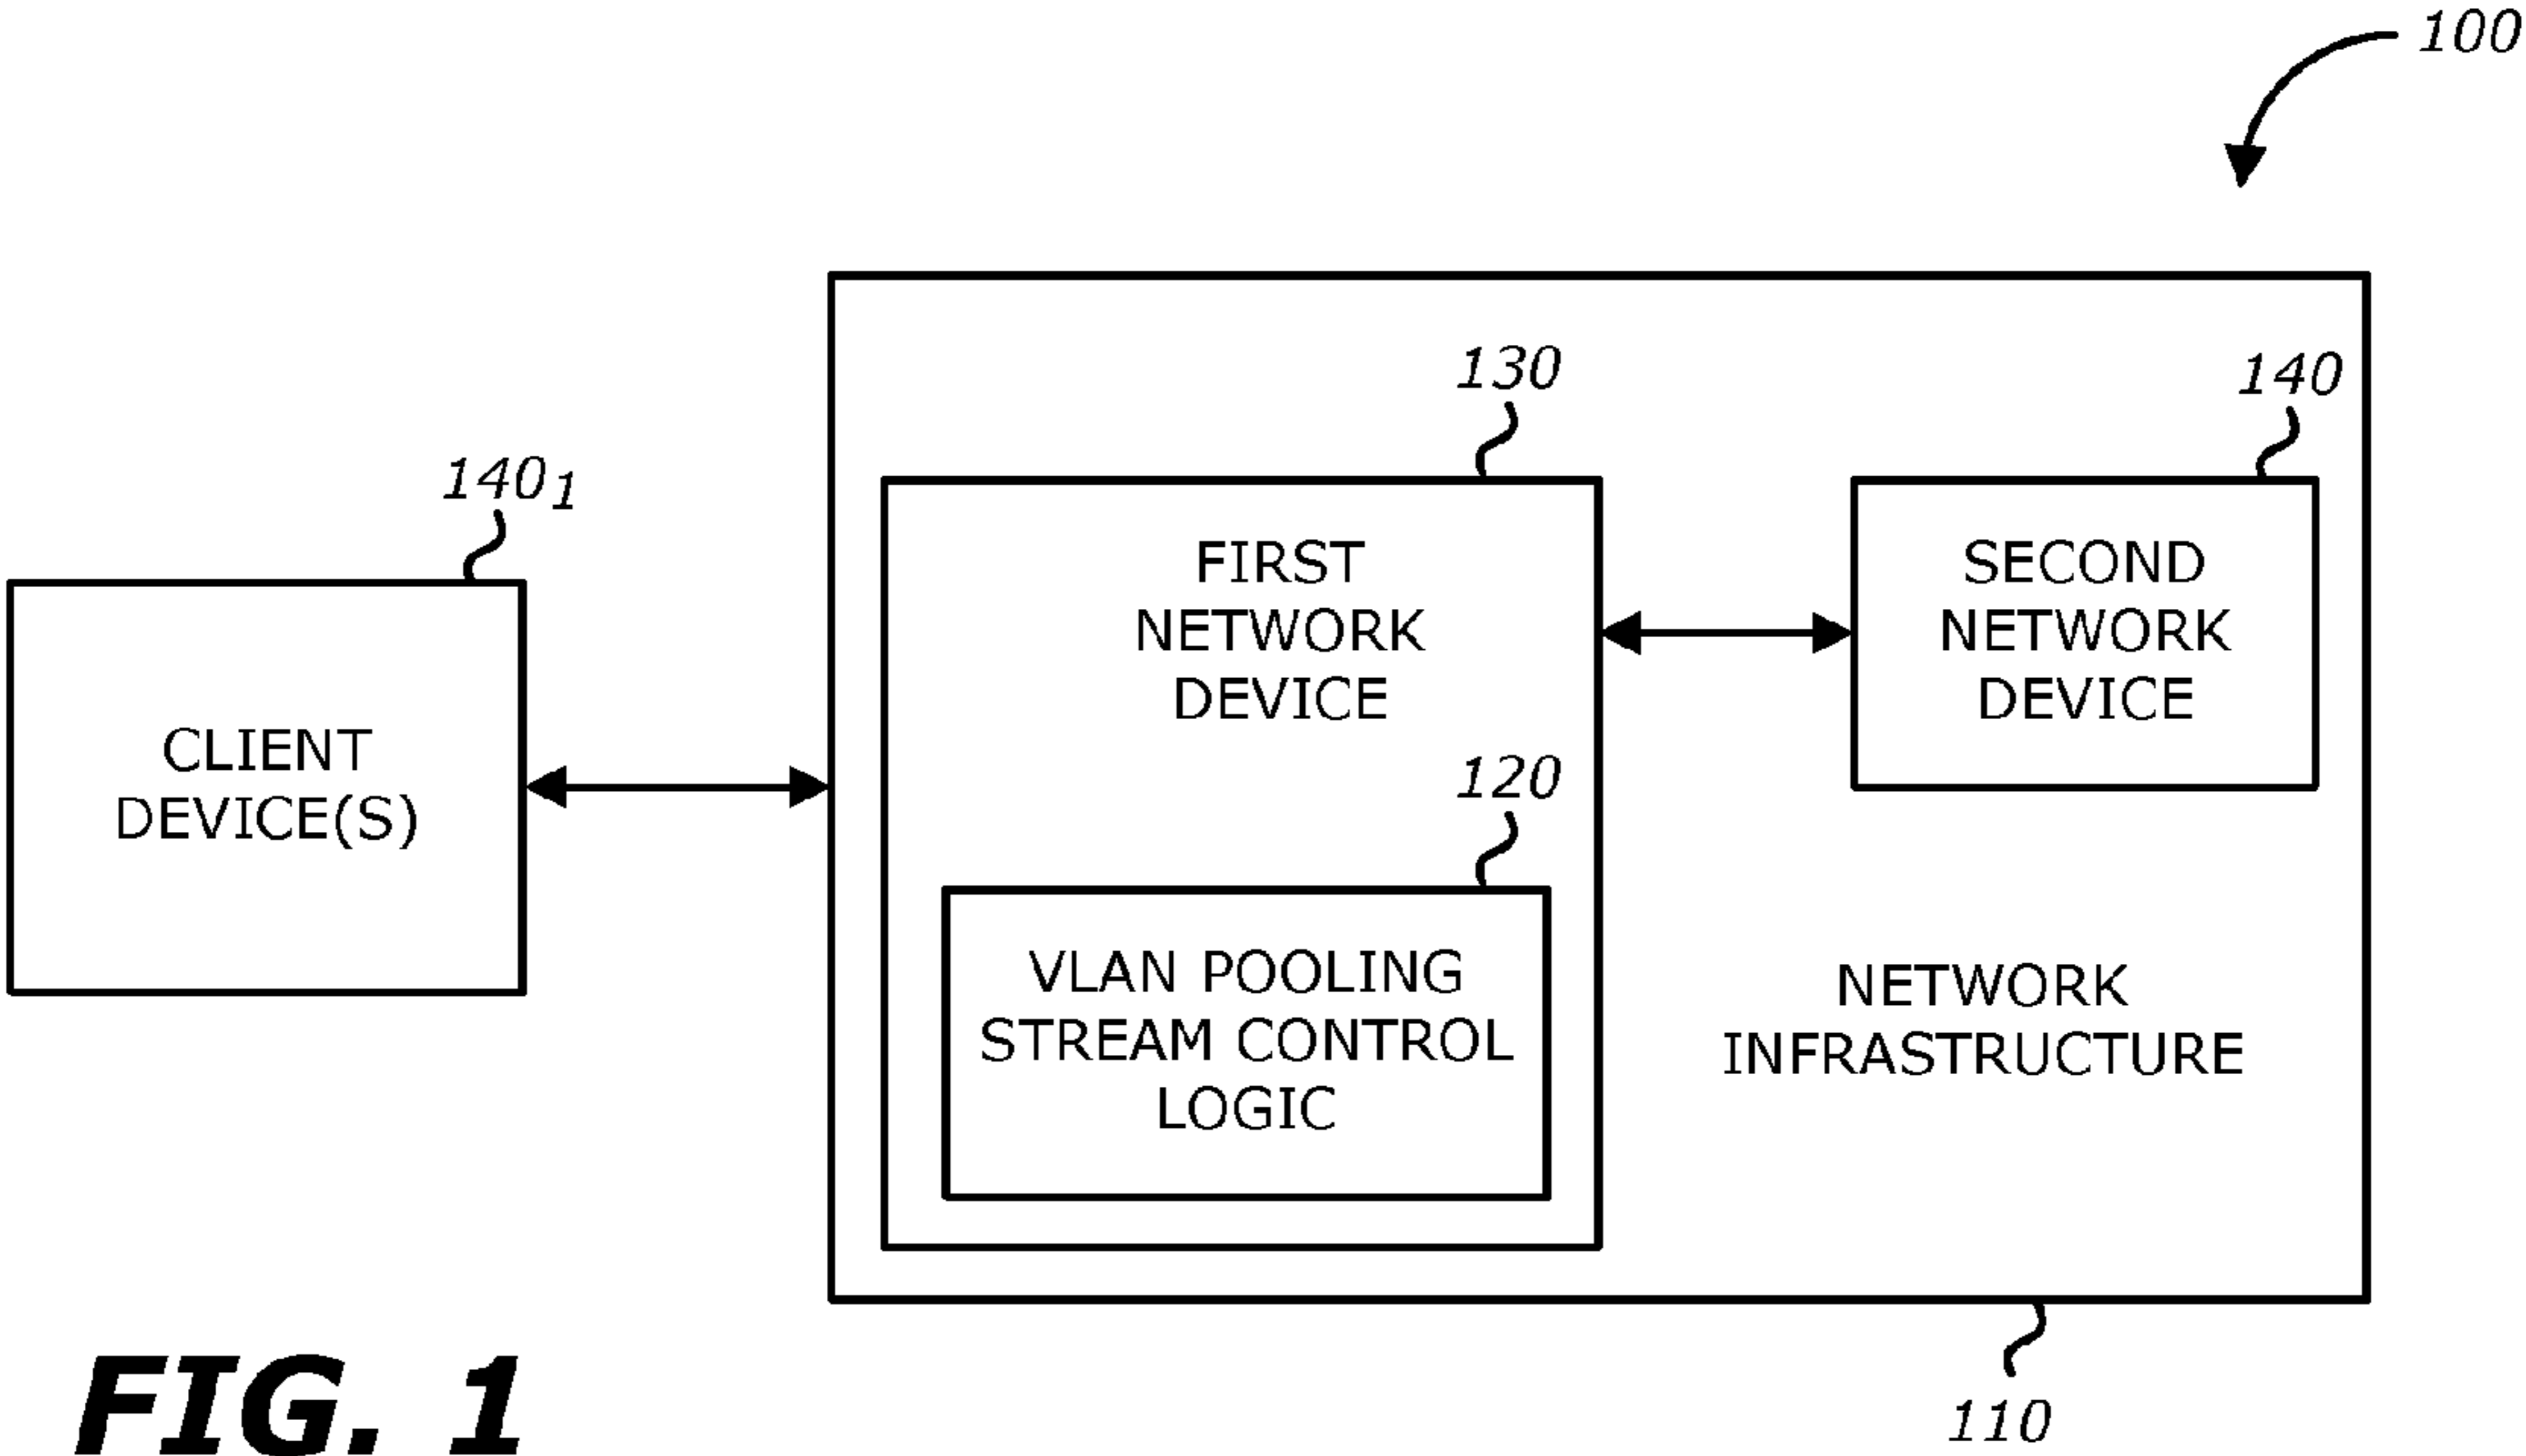 100
130
140
140₁
FIRST
NETWORK
DEVICE
SECOND
NETWORK
DEVICE
CLIENT
DEVICE(S)
120
VLAN POOLING
STREAM CONTROL
LOGIC
NETWORK
INFRASTRUCTURE
110
FIG. 1